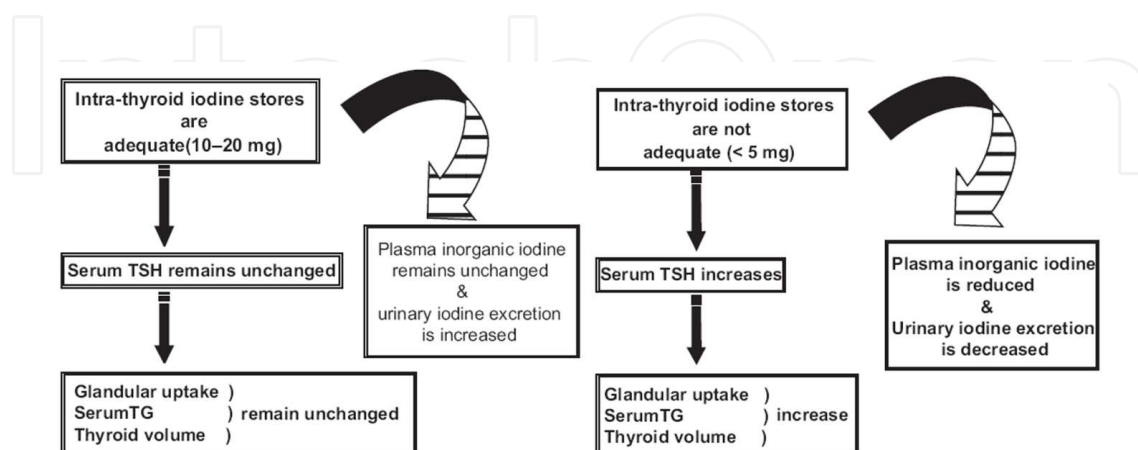 Intra-thyroid iodine stores
are
adequate(10–20 mg)
Serum TSH remains unchanged
Glandular uptake )
SerumTG ) remain unchanged
Thyroid volume )
Plasma inorganic iodine
remains unchanged
&
urinary iodine excretion
is increased
Intra-thyroid iodine stores
are not
adequate (< 5 mg)
Serum TSH increases
Glandular uptake )
SerumTG ) increase
Thyroid volume )
Plasma inorganic iodine
is reduced
&
Urinary iodine excretion
is decreased